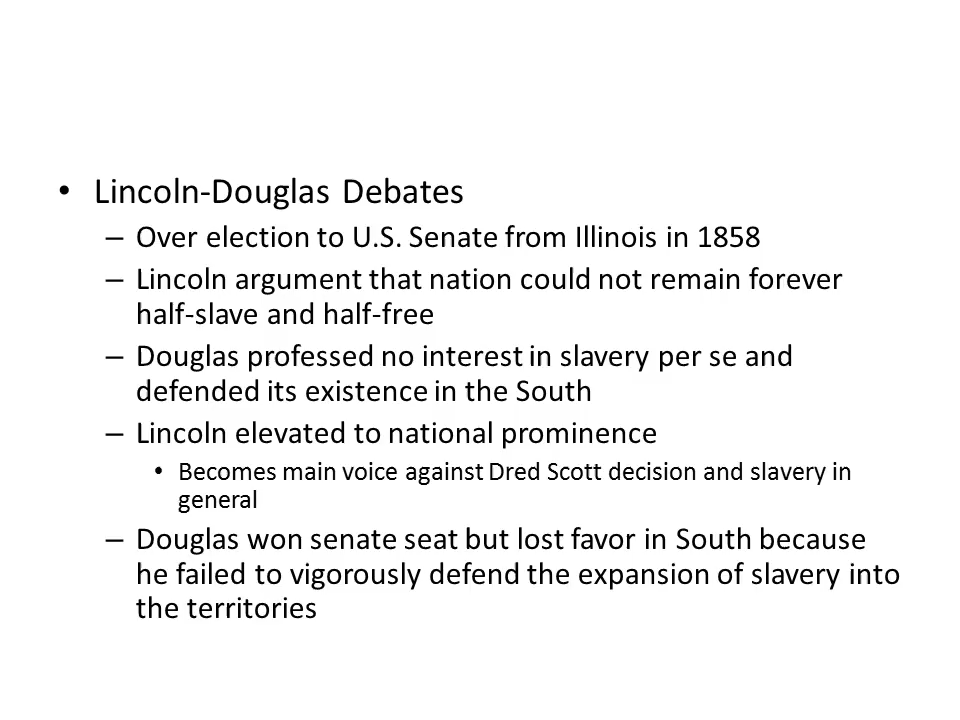 • Lincoln-Douglas Debates
– Over election to U.S. Senate from Illinois in 1858
– Lincoln argument that nation could not remain forever
half-slave and half-free
– Douglas professed no interest in slavery per se and
defended its existence in the South
– Lincoln elevated to national prominence
• Becomes main voice against Dred Scott decision and slavery in
general
– Douglas won senate seat but lost favor in South because
he failed to vigorously defend the expansion of slavery into
the territories